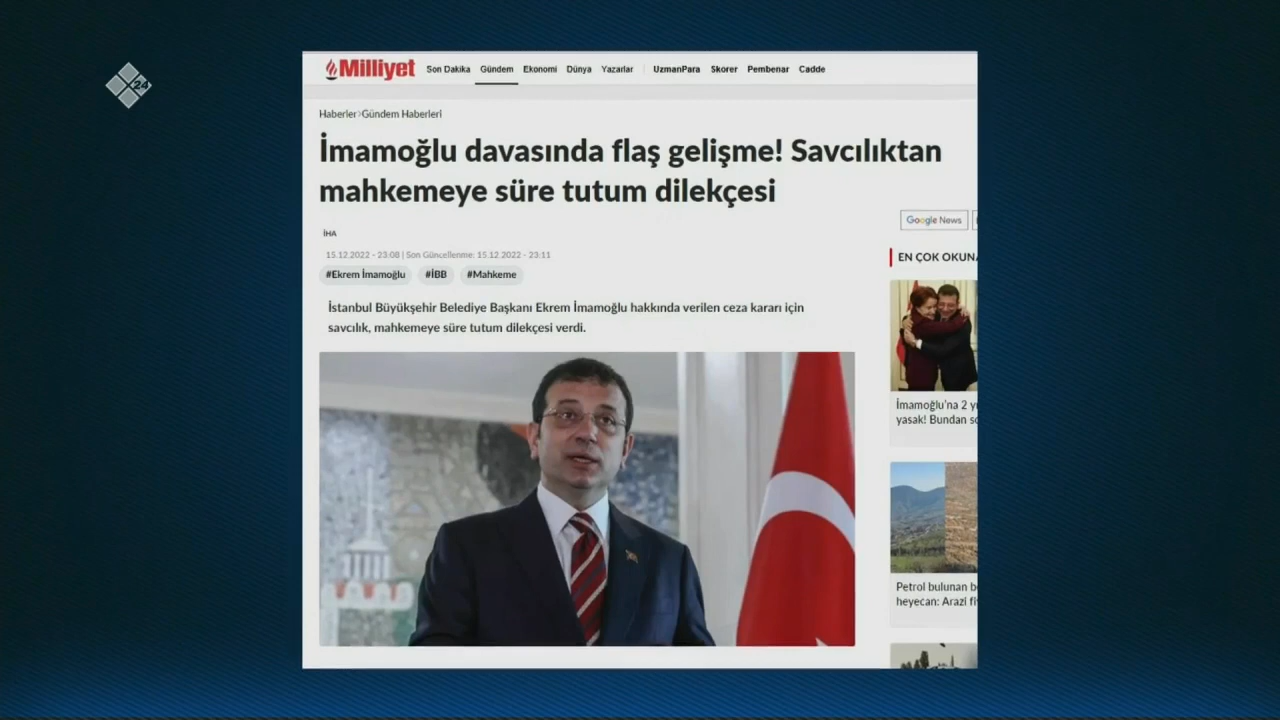 X24
Milliyet
Son Dakika Gündem Ekonomi Dünya Yazarlar UzmanPara Skorer Pembenar Cadde
Haberler›Gündem Haberleri
İmamoğlu davasında flaş gelişme! Savcılıktan
mahkemeye süre tutum dilekçesi
Google News
İHA
15.12.2022 - 23:08 | Son Güncellenme: 15.12.2022 - 23:11
#Ekrem İmamoğlu #İBB #Mahkeme
İstanbul Büyükşehir Belediye Başkanı Ekrem İmamoğlu hakkında verilen ceza kararı için
savcılık, mahkemeye süre tutum dilekçesi verdi.
EN ÇOK
İmamoğlu'na 2
yasak! Bundan
Petrol bulunan
heyecan: Arazi